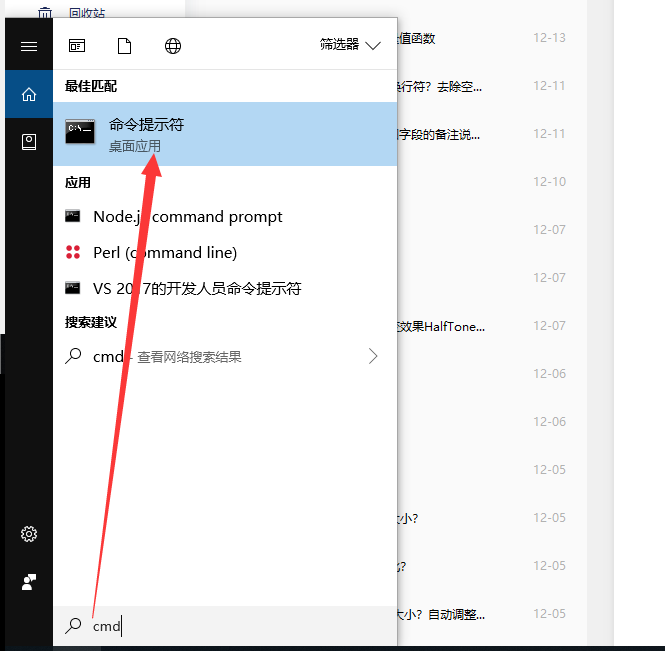 回收站
筛选器
最佳匹配
命令提示符
桌面应用
应用
Node.js command prompt
Perl (command line)
VS 2017的开发人员命令提示符
搜索建议
cmd - 查看网络搜索结果
cmd
值函数
12-13
行符？去除空...
12-11
字段的备注说...
12-11
12-10
12-07
12-07
效果HalfTone...
12-07
12-06
12-06
12-05
小？
12-05
？
12-05
大小？自动调整...
12-05